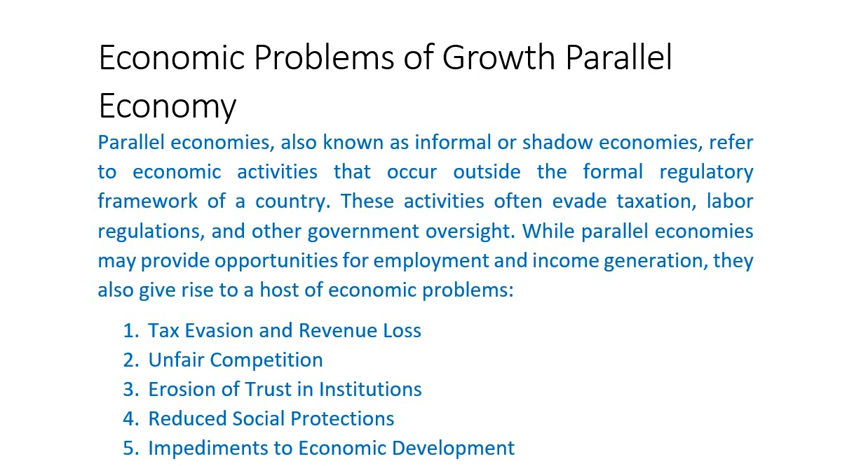 Economic Problems of Growth Parallel
Economy
Parallel economies, also known as informal or shadow economies, refer
to economic activities that occur outside the formal regulatory
framework of a country. These activities often evade taxation, labor
regulations, and other government oversight. While parallel economies
may provide opportunities for employment and income generation, they
also give rise to a host of economic problems:
1. Tax Evasion and Revenue Loss
2. Unfair Competition
3. Erosion of Trust in Institutions
4. Reduced Social Protections
5. Impediments to Economic Development